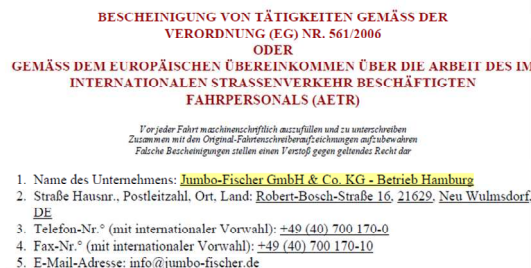 BESCHEINIGUNG VON TÄTIGKEITEN GEMÄSS DER
VERORDNUNG (EG) NR. 561/2006
ODER
GEMÄSS DEM EUROPÄISCHEN ÜBEREINKOMMEN ÜBER DIE ARBEIT DES IM
INTERNATIONALEN STRASSENVERKEHR BESCHÄFTIGTEN
FAHRPERSONALS (AETR)
Vor jeder Fahrt maschinenschriftlich auszufüllen und zu unterschreiben
Zusammen mit den Original-Fahrtenschreiberaufzeichnungen aufzubewahren
Falsche Bescheinigungen stellen einen Verstoß gegen geltendes Recht dar
1. Name des Unternehmens: Jumbo-Fischer GmbH & Co. KG - Betrieb Hamburg
2. Straße Hausnr., Postleitzahl, Ort, Land: Robert-Bosch-Straße 16, 21629, Neu Wulmsdorf,
DE
3. Telefon-Nr.° (mit internationaler Vorwahl): +49 (40) 700 170-0
4. Fax-Nr.° (mit internationaler Vorwahl): +49 (40) 700 170-10
5. E-Mail-Adresse: info@jumbo-fischer.de